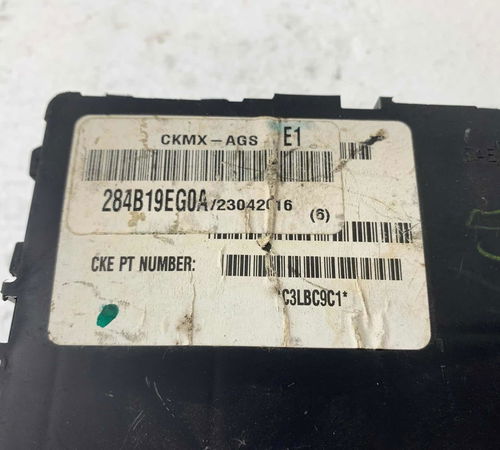 CKMX-AGS E1
284B19EG0A/23042016
(6)
CKE PT NUMBER:
*C3LBC9C1*